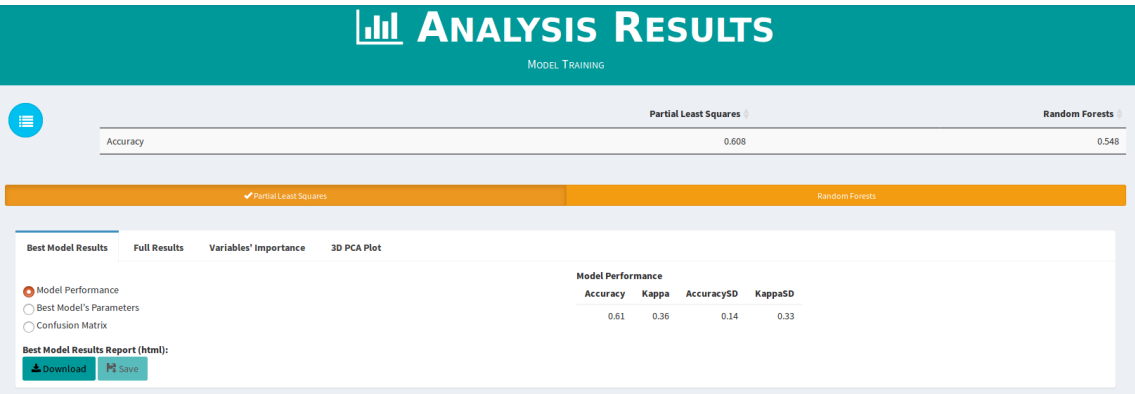 ANALYSIS RESULTS
MODEL TRAINING
Partial Least Squares Random Forests
Accuracy 0.608 0.548
Partial Least Squares Random Forests
Best Model Results Full Results Variables' Importance 3D PCA Plot
Model Performance
Accuracy Kappa AccuracySD KappaSD
0.61 0.36 0.14 0.33
Model Performance
Best Model's Parameters
Confusion Matrix
Best Model Results Report (html):
Download Save